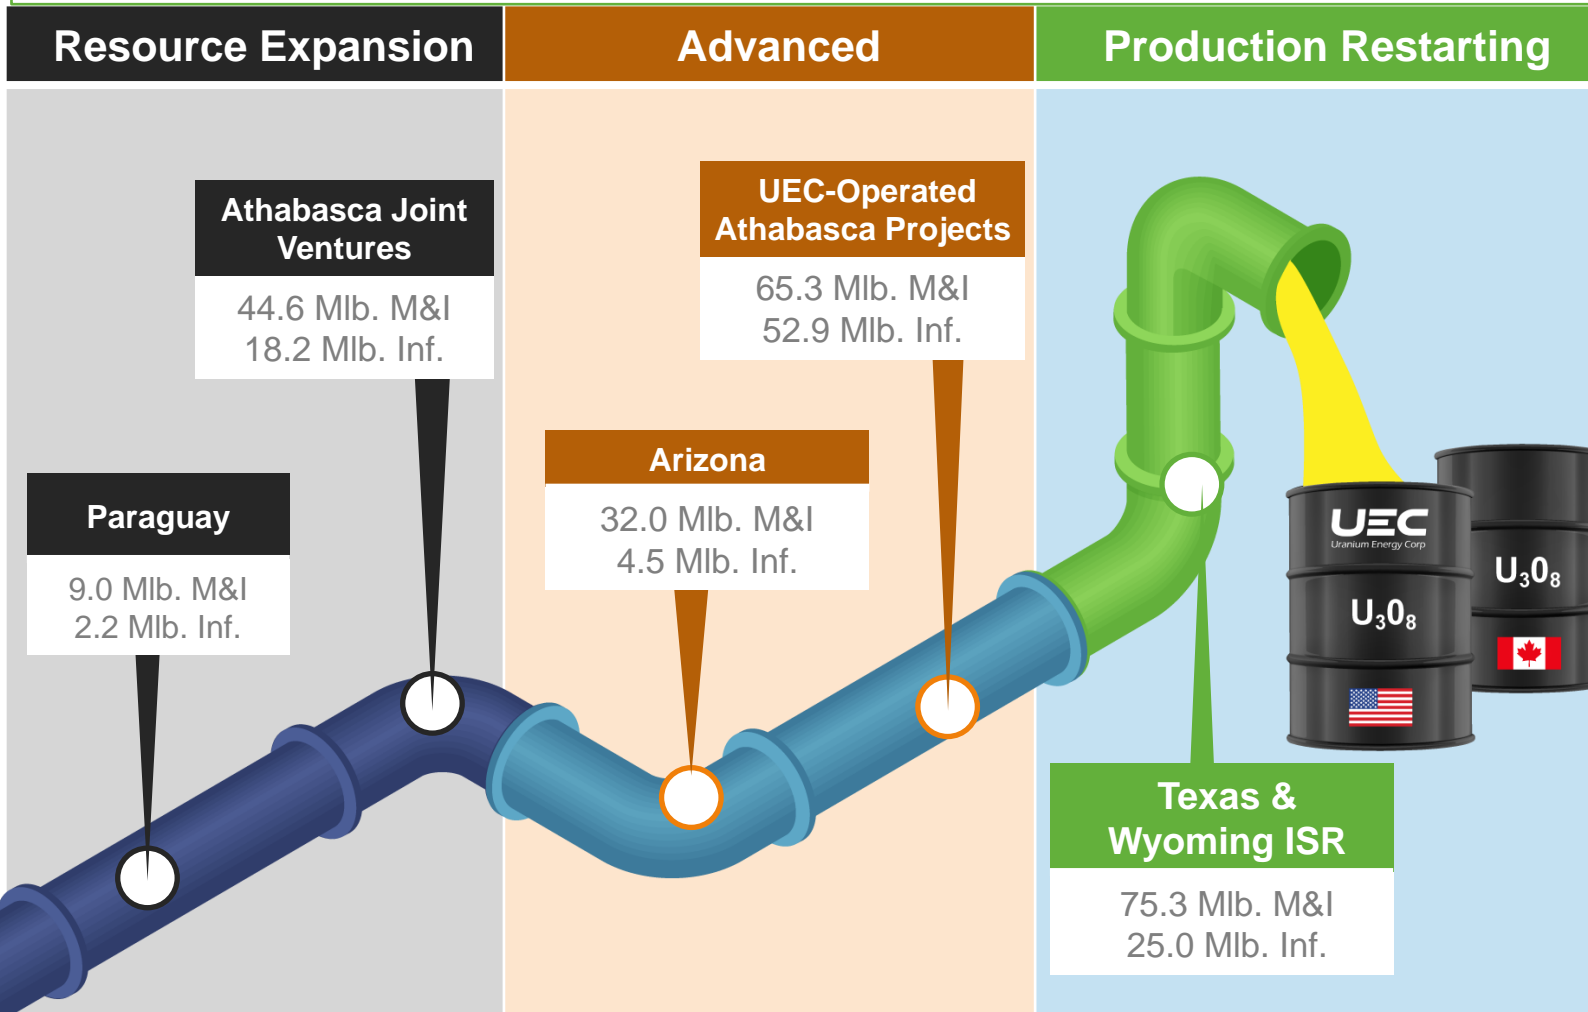 Resource Expansion
Advanced
Production Restarting
Athabasca Joint
Ventures
44.6 Mlb. M&I
18.2 Mlb. Inf.
UEC-Operated
Athabasca Projects
65.3 Mlb. M&I
52.9 Mlb. Inf.
Paraguay
9.0 Mlb. M&I
2.2 Mlb. Inf.
Arizona
32.0 Mlb. M&I
4.5 Mlb. Inf.
UEC
Uranium Energy Corp
U₃0₈
U₃0₈
Texas &
Wyoming ISR
75.3 Mlb. M&I
25.0 Mlb. Inf.